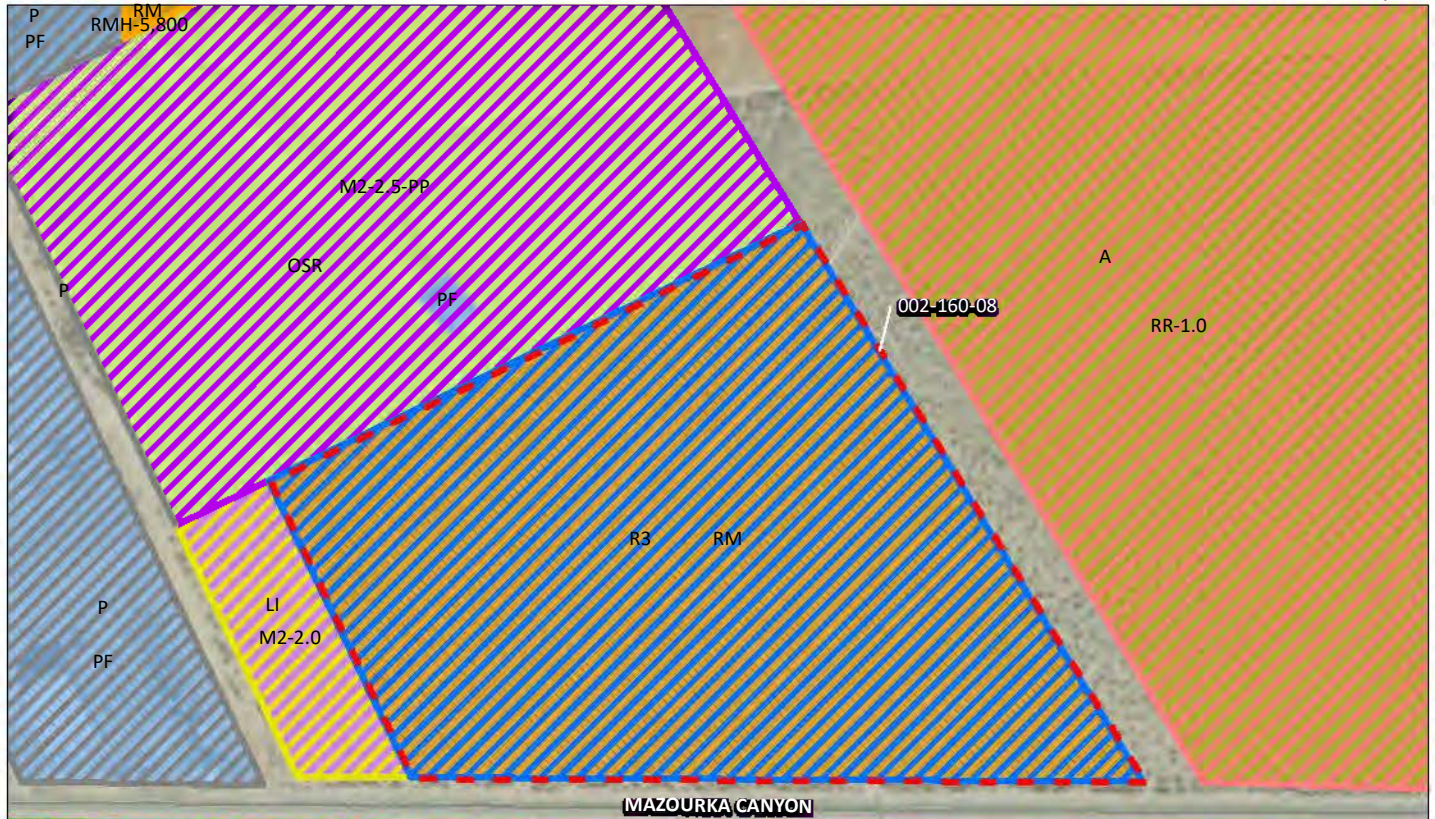 RM
P
RMH-5,800
PF
M2-2.5-PP
A
OSR
P
PF
002-160-08
RR-1.0
R3
RM
LI
P
M2-2.0
PF
MAZOURKA CANYON